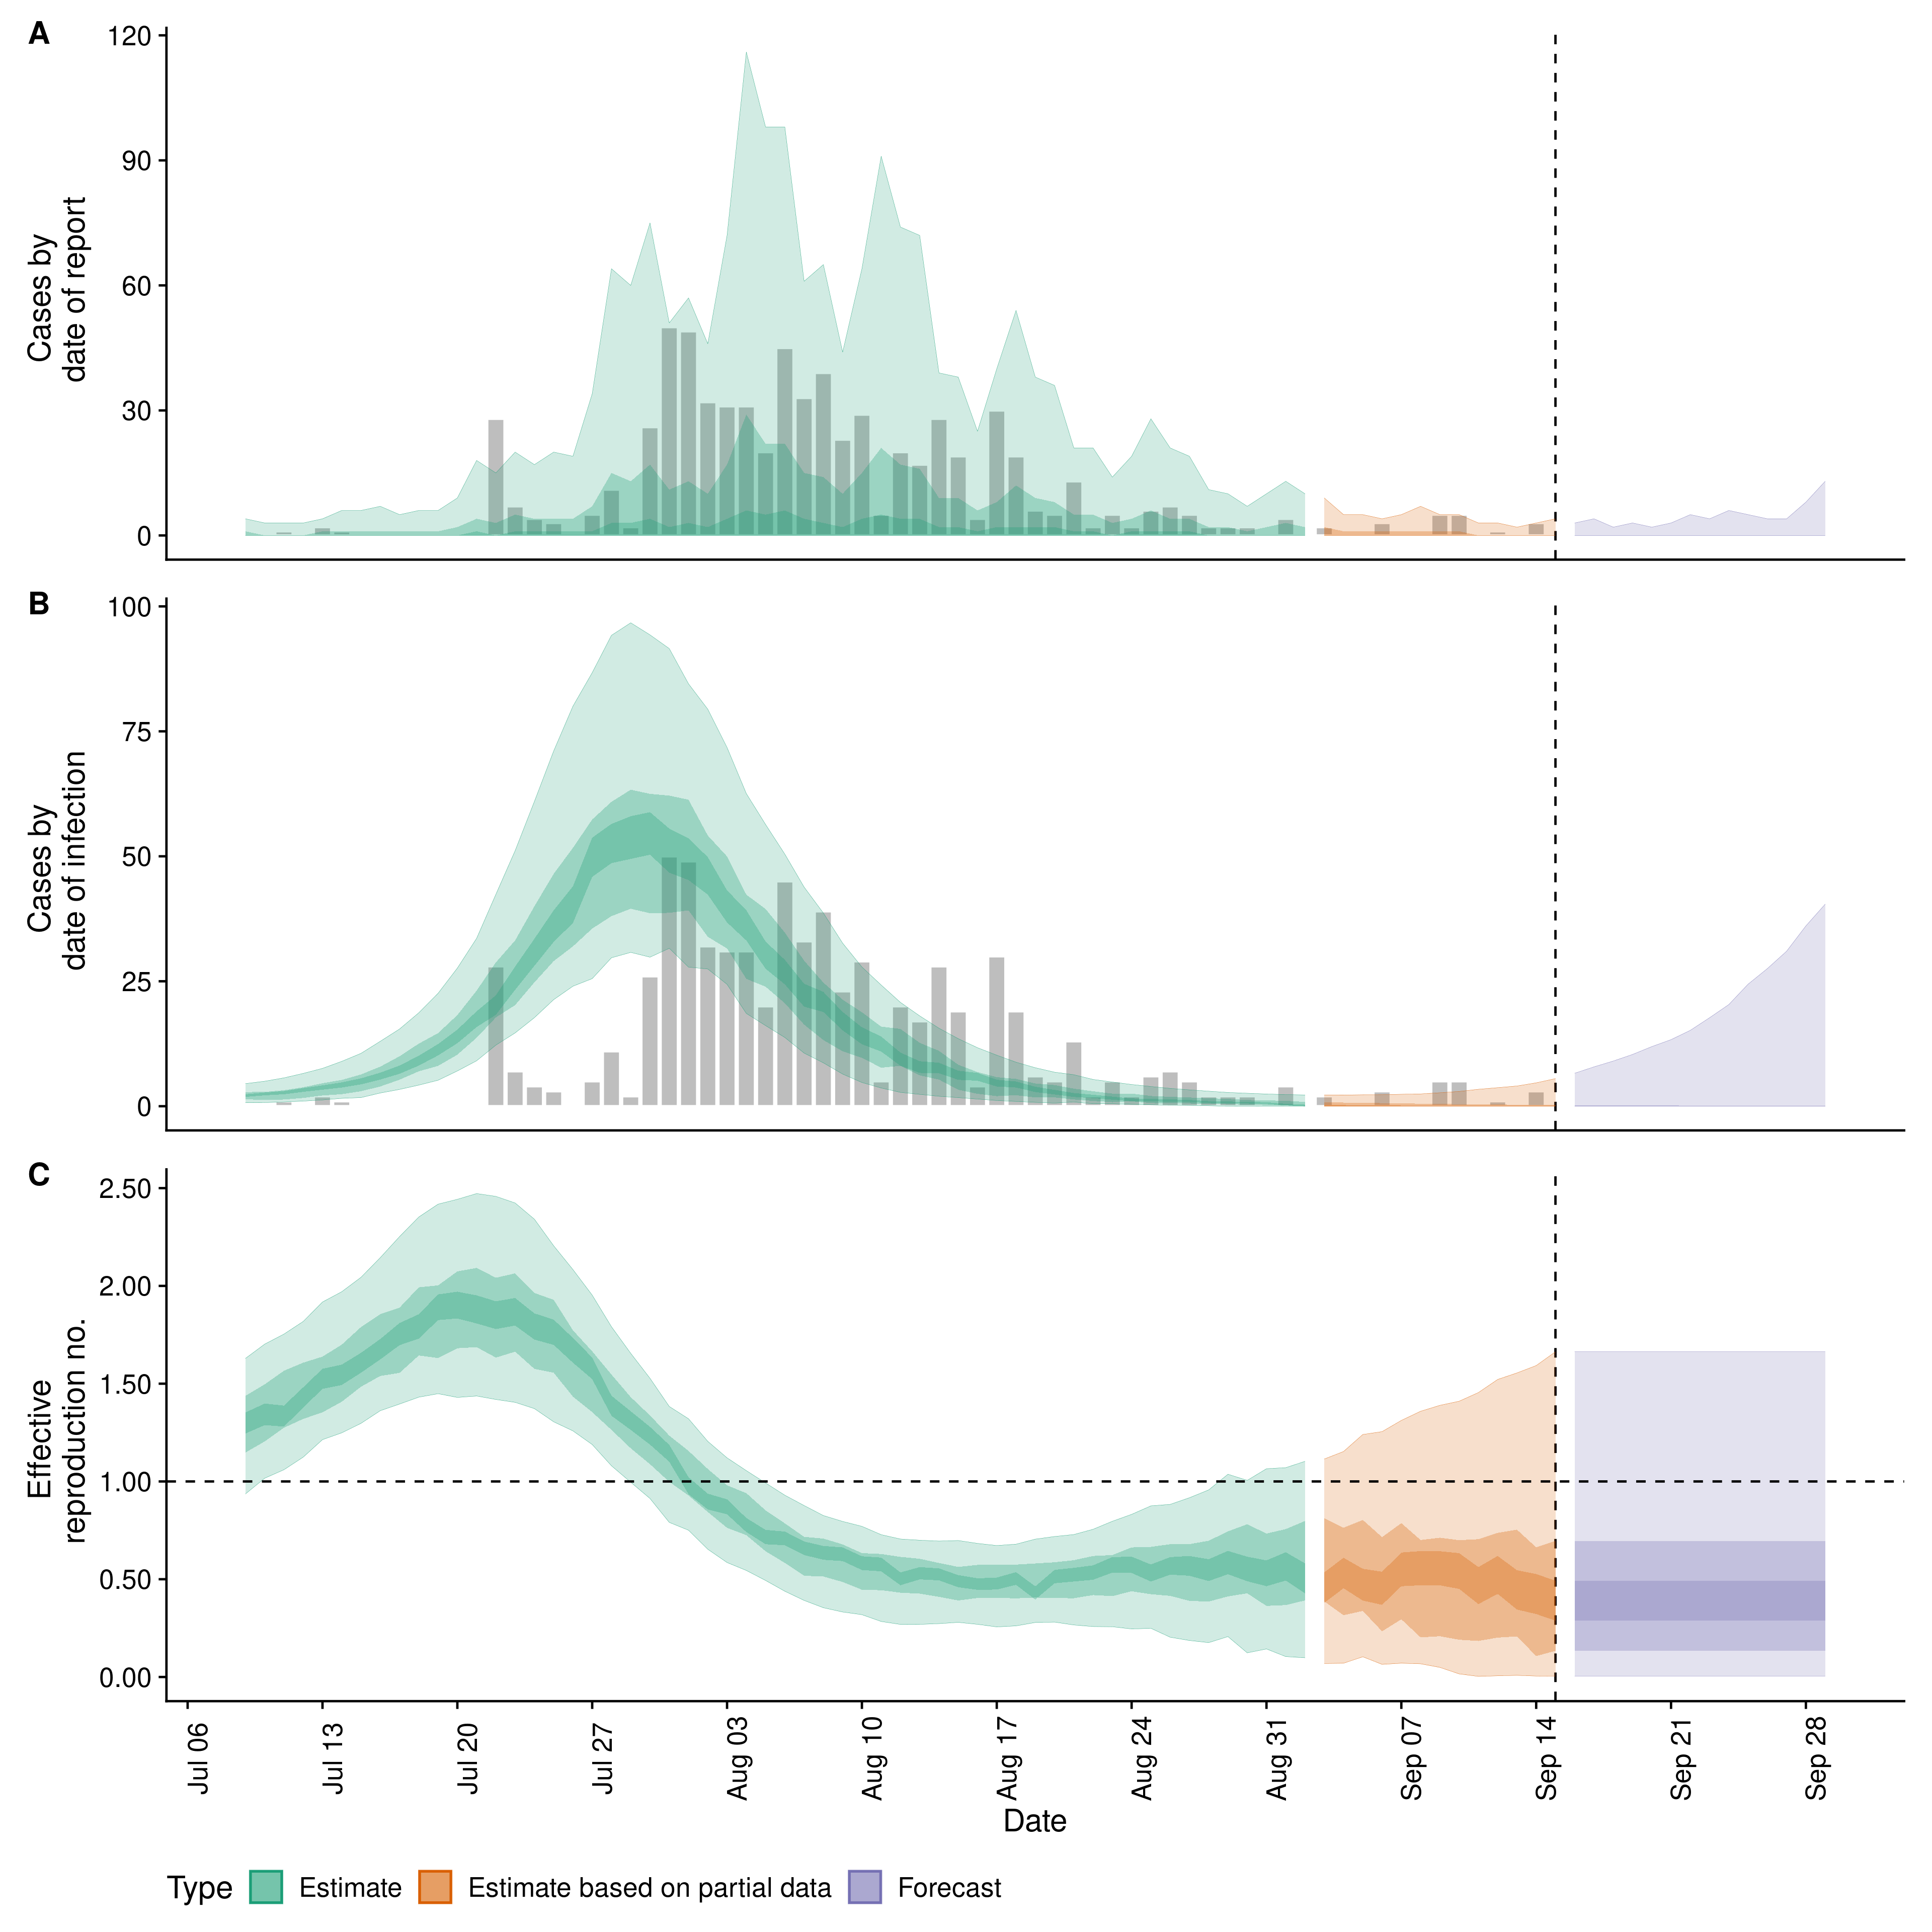 A
Cases by
date of report
120
90
60
30
0
B
Cases by
date of infection
100
75
50
25
0
C
Effective
reproduction no.
2.50
2.00
1.50
1.00
0.50
0.00
Jul 06
Jul 13
Jul 20
Jul 27
Aug 03
Aug 10
Aug 17
Aug 24
Aug 31
Sep 07
Sep 14
Sep 21
Sep 28
Date
Type Estimate Estimate based on partial data Forecast